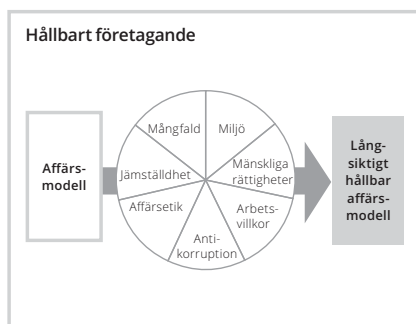 Hållbart företagande
Affärs-
modell
Mångfald
Miljö
Jämställdhet
Mänskliga
rättigheter
Affärsetik
Arbets-
villkor
Anti-
korruption
Lång-
siktigt
hållbar
affärs-
modell